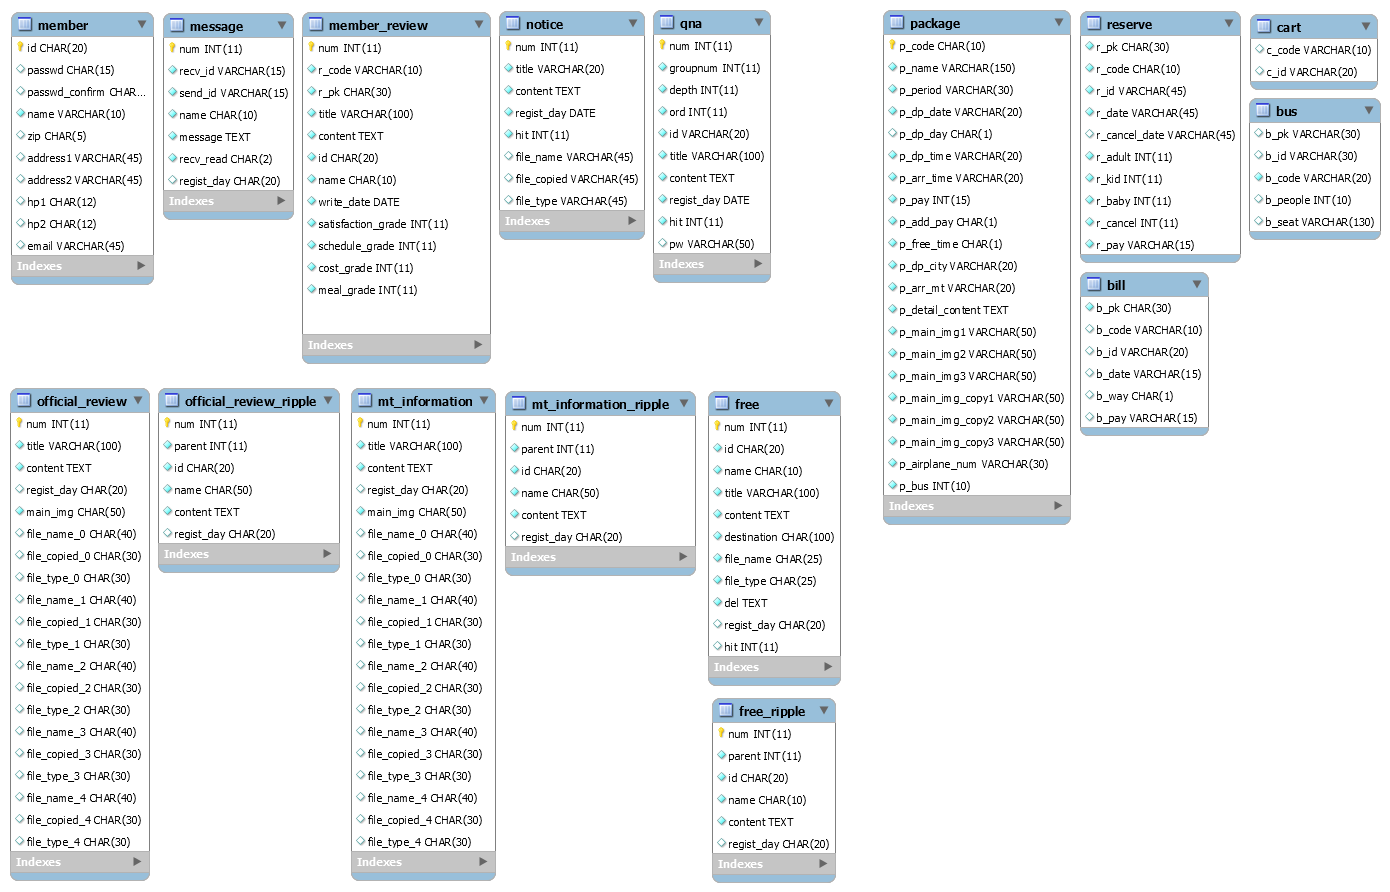 member
id CHAR(20)
passwd CHAR(15)
passwd_confirm CHAR...
name VARCHAR(10)
zip CHAR(5)
address1 VARCHAR(45)
address2 VARCHAR(45)
hp1 CHAR(12)
hp2 CHAR(12)
email VARCHAR(45)
Indexes
message
num INT(11)
recv_id VARCHAR(15)
send_id VARCHAR(15)
name CHAR(10)
message TEXT
recv_read CHAR(2)
regist_day CHAR(20)
Indexes
member_review
num INT(11)
r_code VARCHAR(10)
r_pk CHAR(30)
title VARCHAR(100)
content TEXT
id CHAR(20)
name CHAR(10)
write_date DATE
satisfaction_grade INT(11)
schedule_grade INT(11)
cost_grade INT(11)
meal_grade INT(11)
Indexes
notice
num INT(11)
title VARCHAR(20)
content TEXT
regist_day DATE
hit INT(11)
file_name VARCHAR(45)
file_copied VARCHAR(45)
file_type VARCHAR(45)
Indexes
qna
num INT(11)
groupnum INT(11)
depth INT(11)
ord INT(11)
id VARCHAR(20)
title VARCHAR(100)
content TEXT
regist_day DATE
hit INT(11)
pw VARCHAR(50)
Indexes
package
p_code CHAR(10)
p_name VARCHAR(150)
p_period VARCHAR(30)
p_dp_date VARCHAR(20)
p_dp_day CHAR(1)
p_dp_time VARCHAR(20)
p_arr_time VARCHAR(20)
p_pay INT(15)
p_add_pay CHAR(1)
p_free_time CHAR(1)
p_dp_city VARCHAR(20)
p_arr_mt VARCHAR(20)
p_detail_content TEXT
p_main_img1 VARCHAR(50)
p_main_img2 VARCHAR(50)
p_main_img3 VARCHAR(50)
p_main_img_copy1 VARCHAR(50)
p_main_img_copy2 VARCHAR(50)
p_main_img_copy3 VARCHAR(50)
p_airplane_num VARCHAR(30)
p_bus INT(10)
Indexes
reserve
r_pk CHAR(30)
r_code CHAR(10)
r_id VARCHAR(45)
r_date VARCHAR(45)
r_cancel_date VARCHAR(45)
r_adult INT(11)
r_kid INT(11)
r_baby INT(11)
r_cancel INT(11)
r_pay VARCHAR(15)
cart
c_code VARCHAR(10)
c_id VARCHAR(20)
bus
b_pk VARCHAR(30)
b_id VARCHAR(30)
b_code VARCHAR(20)
b_people INT(10)
b_seat VARCHAR(130)
bill
b_pk CHAR(30)
b_code VARCHAR(10)
b_id VARCHAR(20)
b_date VARCHAR(15)
b_way CHAR(1)
b_pay VARCHAR(15)
official_review
num INT(11)
title VARCHAR(100)
content TEXT
regist_day CHAR(20)
main_img CHAR(50)
file_name_0 CHAR(40)
file_copied_0 CHAR(30)
file_type_0 CHAR(30)
file_name_1 CHAR(40)
file_copied_1 CHAR(30)
file_type_1 CHAR(30)
file_name_2 CHAR(40)
file_copied_2 CHAR(30)
file_type_2 CHAR(30)
file_name_3 CHAR(40)
file_copied_3 CHAR(30)
file_type_3 CHAR(30)
file_name_4 CHAR(40)
file_copied_4 CHAR(30)
file_type_4 CHAR(30)
Indexes
official_review_ripple
num INT(11)
parent INT(11)
id CHAR(20)
name CHAR(50)
content TEXT
regist_day CHAR(20)
Indexes
mt_information
num INT(11)
title VARCHAR(100)
content TEXT
regist_day CHAR(20)
main_img CHAR(50)
file_name_0 CHAR(40)
file_copied_0 CHAR(30)
file_type_0 CHAR(30)
file_name_1 CHAR(40)
file_copied_1 CHAR(30)
file_type_1 CHAR(30)
file_name_2 CHAR(40)
file_copied_2 CHAR(30)
file_type_2 CHAR(30)
file_name_3 CHAR(40)
file_copied_3 CHAR(30)
file_type_3 CHAR(30)
file_name_4 CHAR(40)
file_copied_4 CHAR(30)
file_type_4 CHAR(30)
Indexes
mt_information_ripple
num INT(11)
parent INT(11)
id CHAR(20)
name CHAR(50)
content TEXT
regist_day CHAR(20)
Indexes
free
num INT(11)
id CHAR(20)
name CHAR(10)
title VARCHAR(100)
content TEXT
destination CHAR(100)
file_name CHAR(25)
file_type CHAR(25)
del TEXT
regist_day CHAR(20)
hit INT(11)
Indexes
free_ripple
num INT(11)
parent INT(11)
id CHAR(20)
name CHAR(10)
content TEXT
regist_day CHAR(20)
Indexes